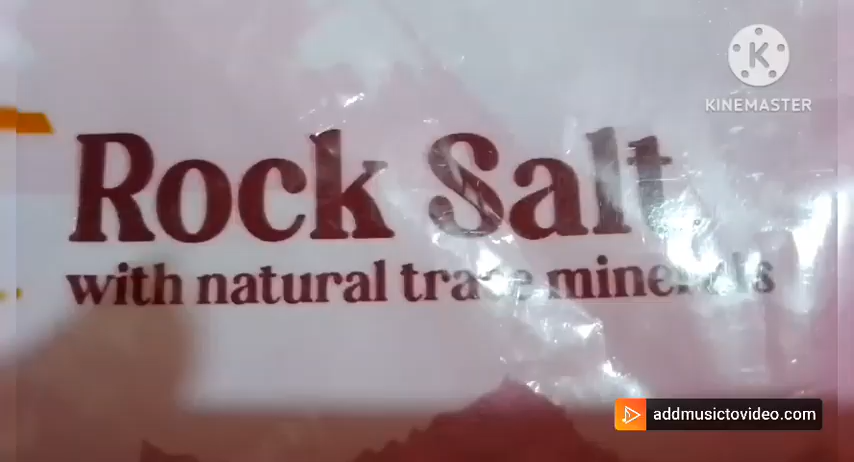 KINEMASTER
Rock Salt
with natural trace minerals
addmusictovideo.com